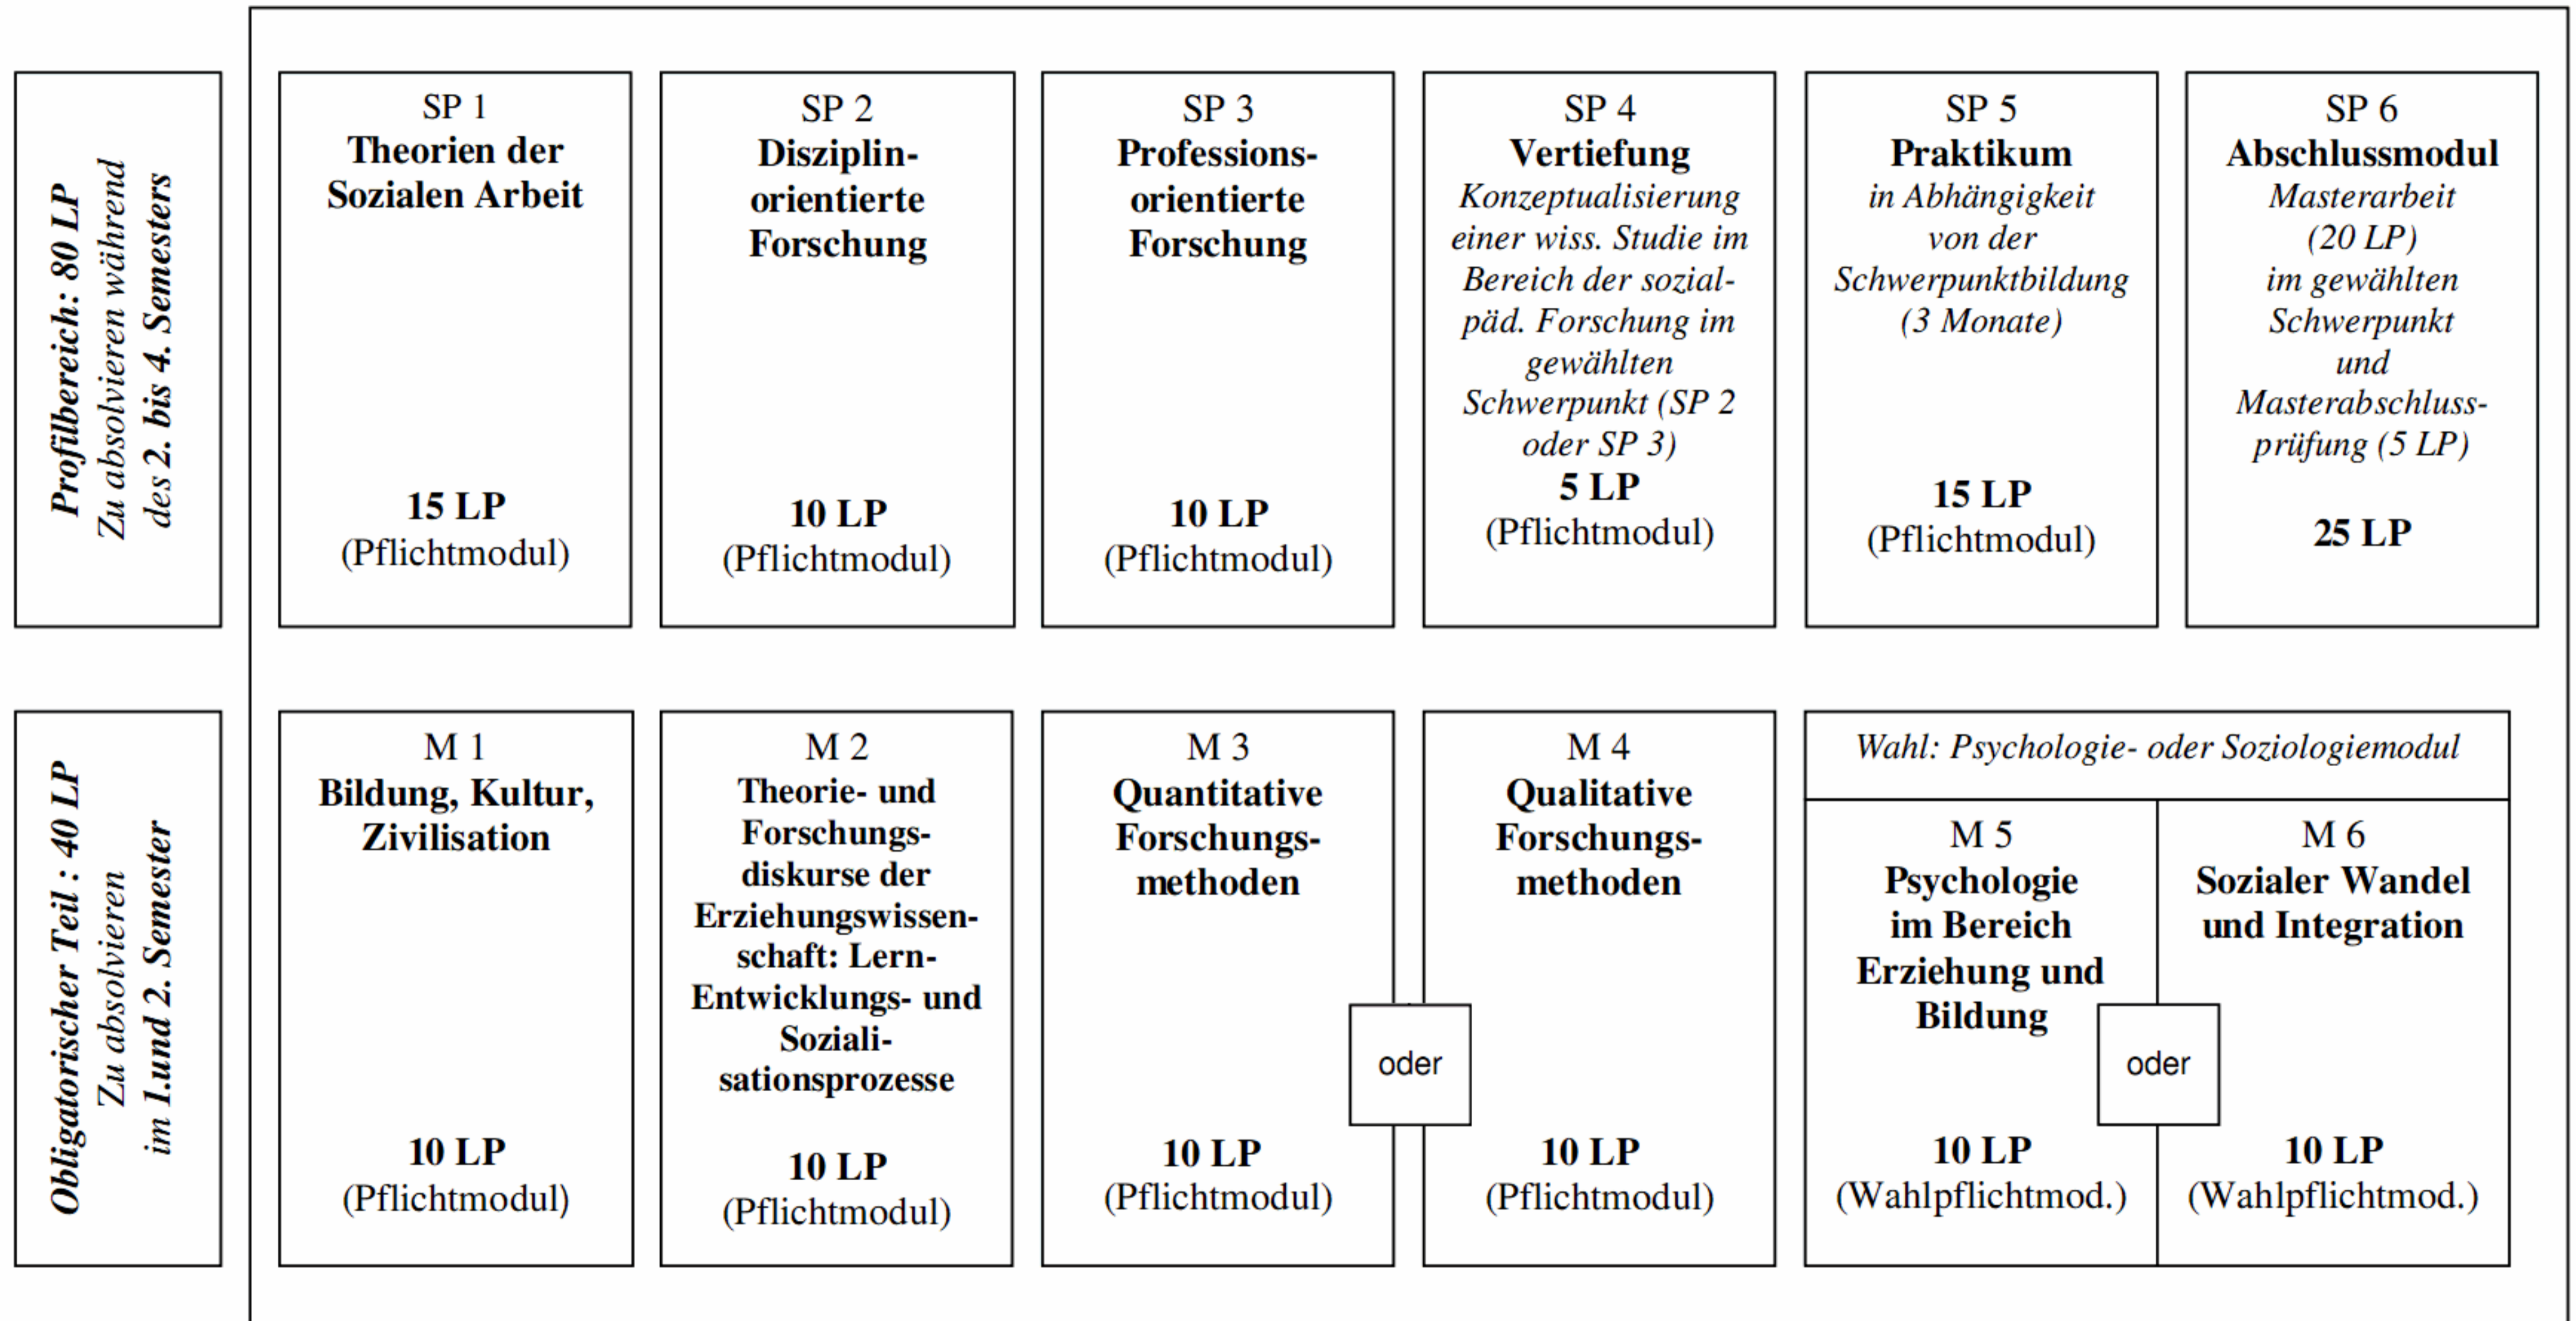 Profilbereich: 80 LP
Zu absolvieren während
des 2. bis 4. Semesters
SP 1
Theorien der
Sozialen Arbeit
15 LP
(Pflichtmodul)
SP 2
Disziplin-
orientierte
Forschung
10 LP
(Pflichtmodul)
SP 3
Professions-
orientierte
Forschung
10 LP
(Pflichtmodul)
SP 4
Vertiefung
Konzeptualisierung
einer wiss. Studie im
Bereich der sozial-
päd. Forschung im
gewählten
Schwerpunkt (SP 2
oder SP 3)
5 LP
(Pflichtmodul)
SP 5
Praktikum
in Abhängigkeit
von der
Schwerpunktbildung
(3 Monate)
15 LP
(Pflichtmodul)
SP 6
Abschlussmodul
Masterarbeit
(20 LP)
im gewählten
Schwerpunkt
und
Masterabschluss-
prüfung (5 LP)
25 LP
Obligatorischer Teil : 40 LP
Zu absolvieren
im 1.und 2. Semester
M 1
Bildung, Kultur,
Zivilisation
10 LP
(Pflichtmodul)
M 2
Theorie- und
Forschungs-
diskurse der
Erziehungswissen-
schaft: Lern-
Entwicklungs- und
Soziali-
sationsprozesse
10 LP
(Pflichtmodul)
M 3
Quantitative
Forschungs-
methoden
10 LP
(Pflichtmodul)
oder
M 4
Qualitative
Forschungs-
methoden
10 LP
(Pflichtmodul)
Wahl: Psychologie- oder Soziologiemodul
M 5
Psychologie
im Bereich
Erziehung und
Bildung
10 LP
(Wahlpflichtmod.)
oder
M 6
Sozialer Wandel
und Integration
10 LP
(Wahlpflichtmod.)